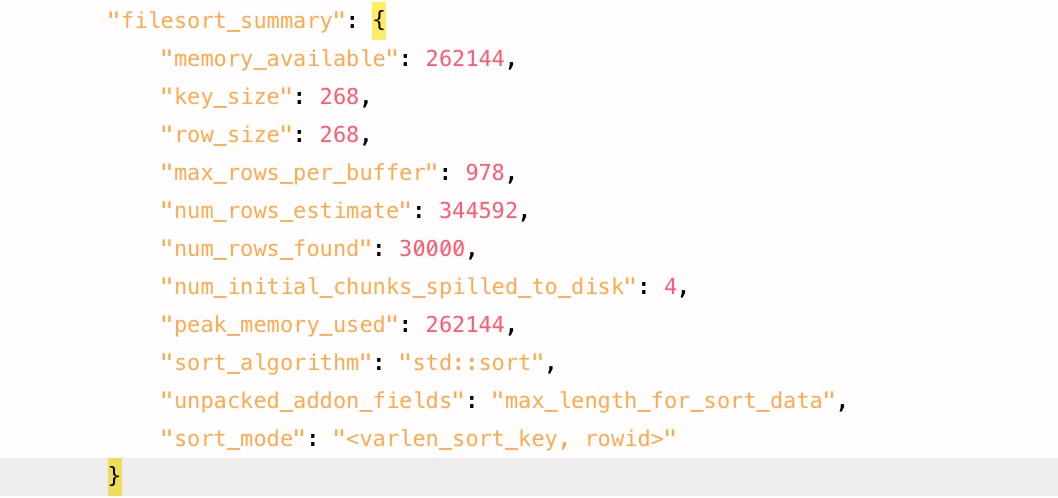 "filesort_summary": {
"memory_available": 262144,
"key_size": 268,
"row_size": 268,
"max_rows_per_buffer": 978,
"num_rows_estimate": 344592,
"num_rows_found": 30000,
"num_initial_chunks_spilled_to_disk": 4,
"peak_memory_used": 262144,
"sort_algorithm": "std::sort",
"unpacked_addon_fields": "max_length_for_sort_data",
"sort_mode": "<varlen_sort_key, rowid>"
}